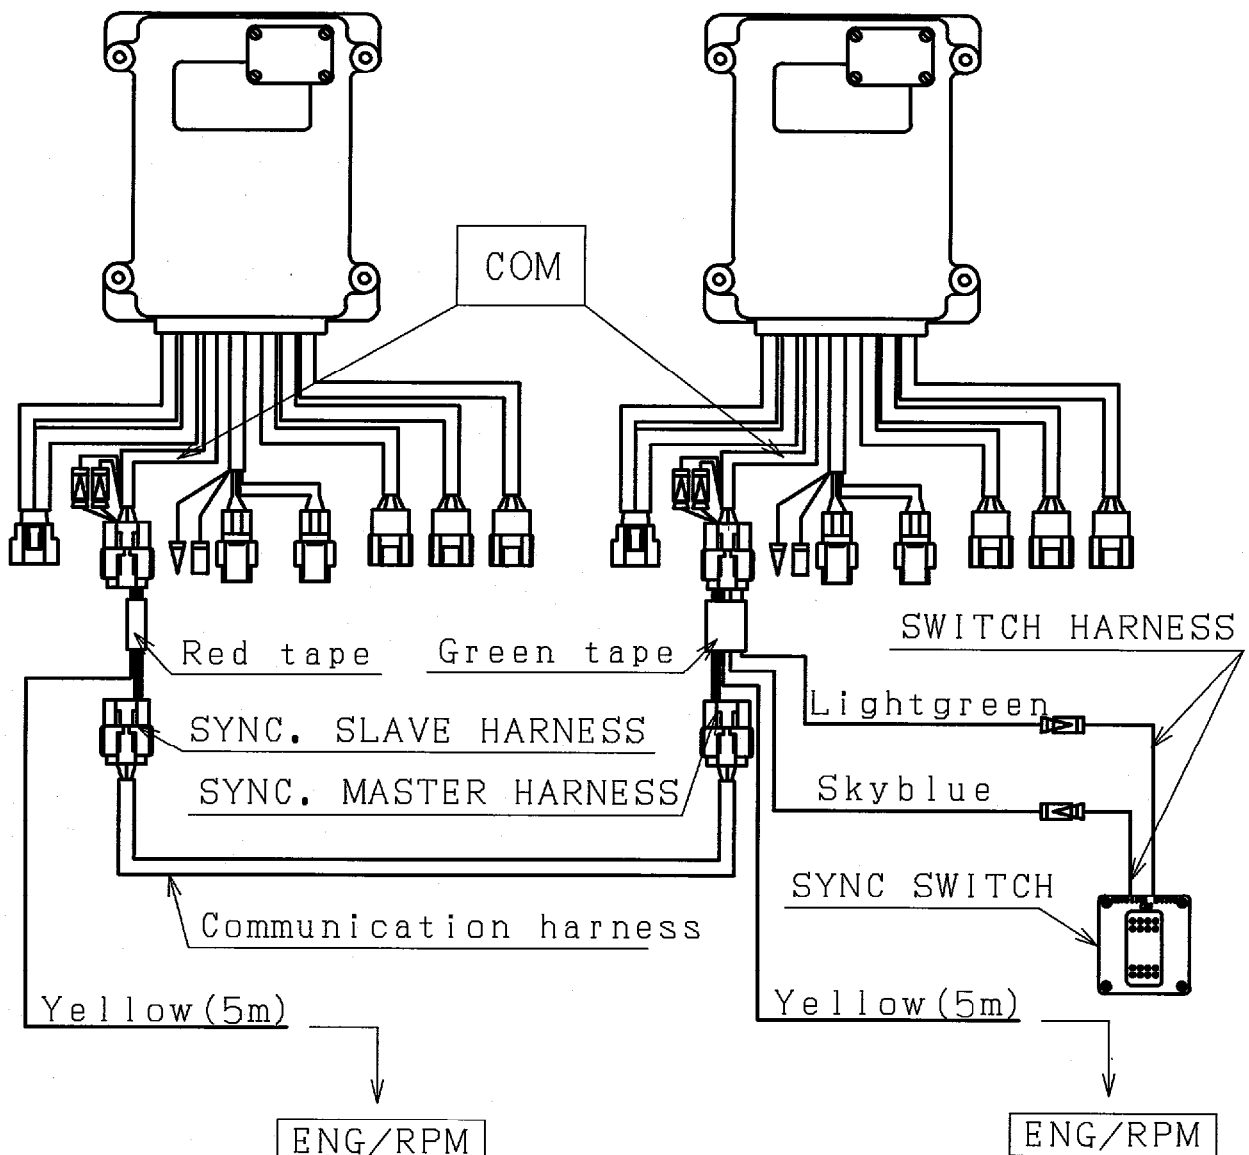 COM
SWITCH HARNESS
Red tape
Green tape
Lightgreen
SYNC. SLAVE HARNESS
SYNC. MASTER HARNESS
Skyblue
SYNC SWITCH
Communication harness
Yellow(5m)
Yellow(5m)
ENG/RPM
ENG/RPM